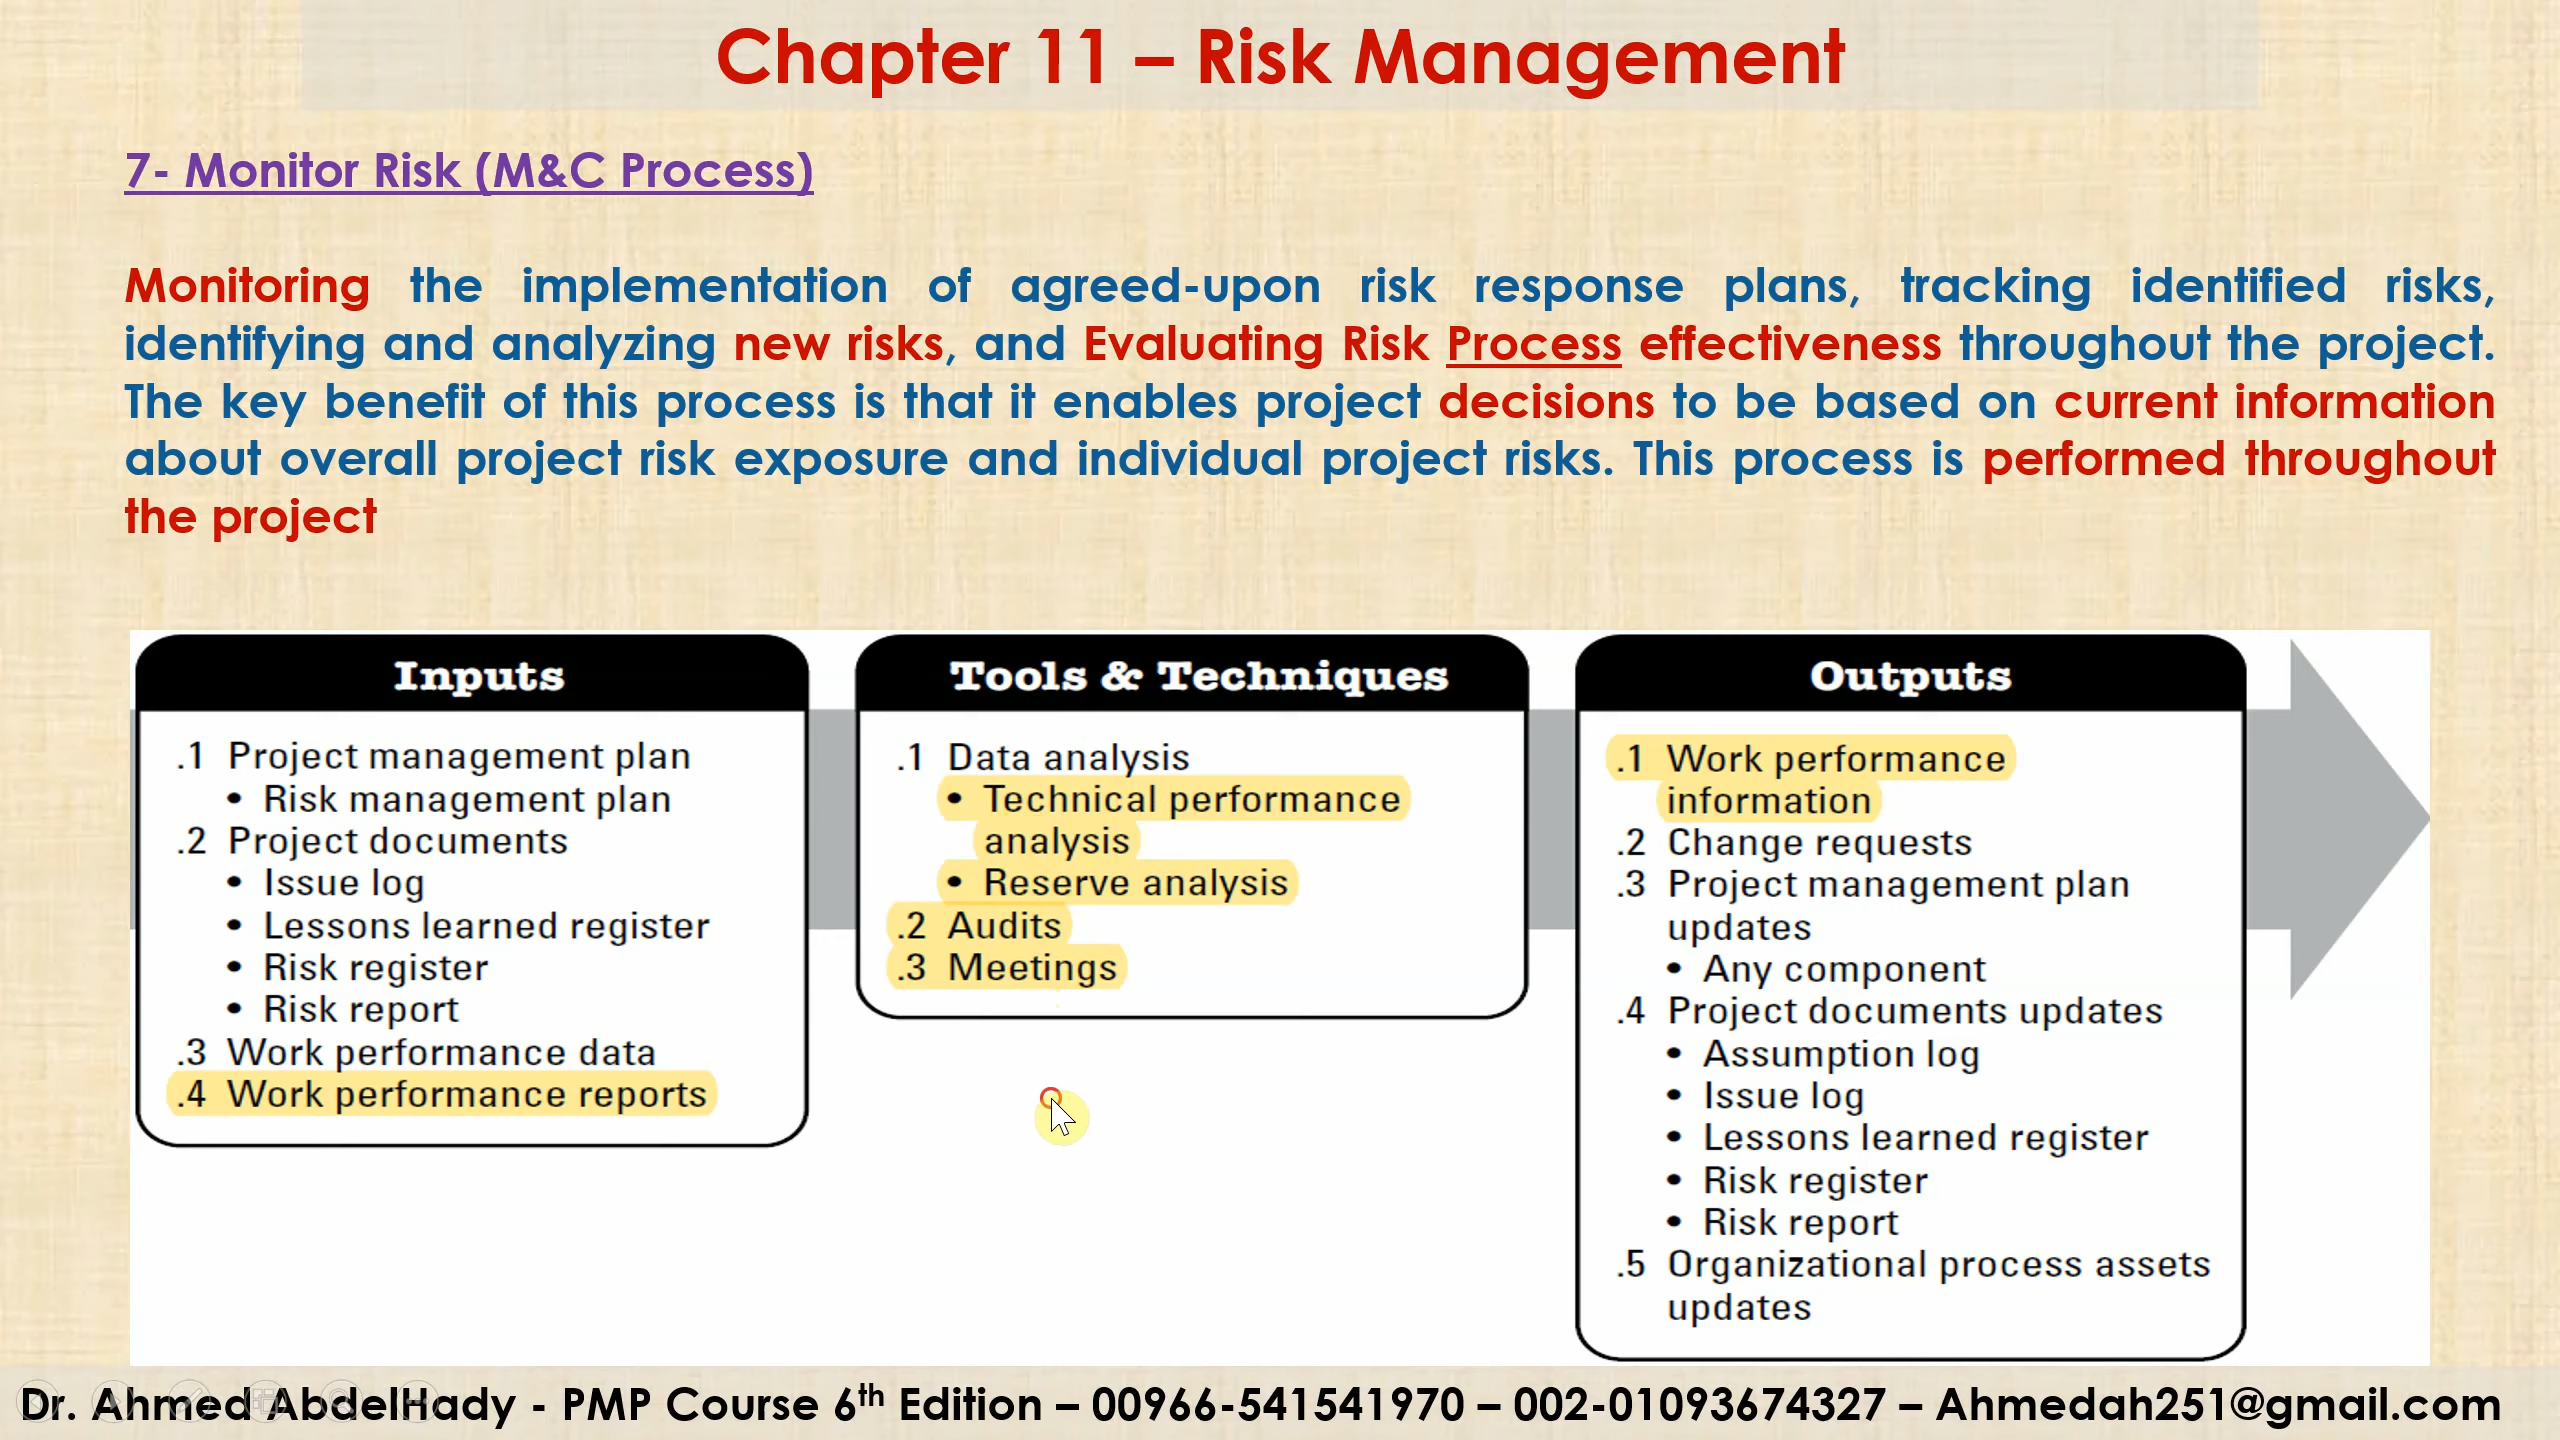 Chapter 11 – Risk Management
7- Monitor Risk (M&C Process)
Monitoring the implementation of agreed-upon risk response plans, tracking identified risks,
identifying and analyzing new risks, and Evaluating Risk Process effectiveness throughout the project.
The key benefit of this process is that it enables project decisions to be based on current information
about overall project risk exposure and individual project risks. This process is performed throughout
the project
Inputs
.1 Project management plan
• Risk management plan
.2 Project documents
• Issue log
• Lessons learned register
• Risk register
• Risk report
.3 Work performance data
.4 Work performance reports
Tools & Techniques
.1 Data analysis
• Technical performance
analysis
• Reserve analysis
.2 Audits
.3 Meetings
Outputs
.1 Work performance
information
.2 Change requests
.3 Project management plan
updates
• Any component
.4 Project documents updates
• Assumption log
• Issue log
• Lessons learned register
• Risk register
• Risk report
.5 Organizational process assets
updates
Dr. Ahmed AbdelHady - PMP Course 6th Edition – 00966-541541970 – 002-01093674327 – Ahmedah251@gmail.com